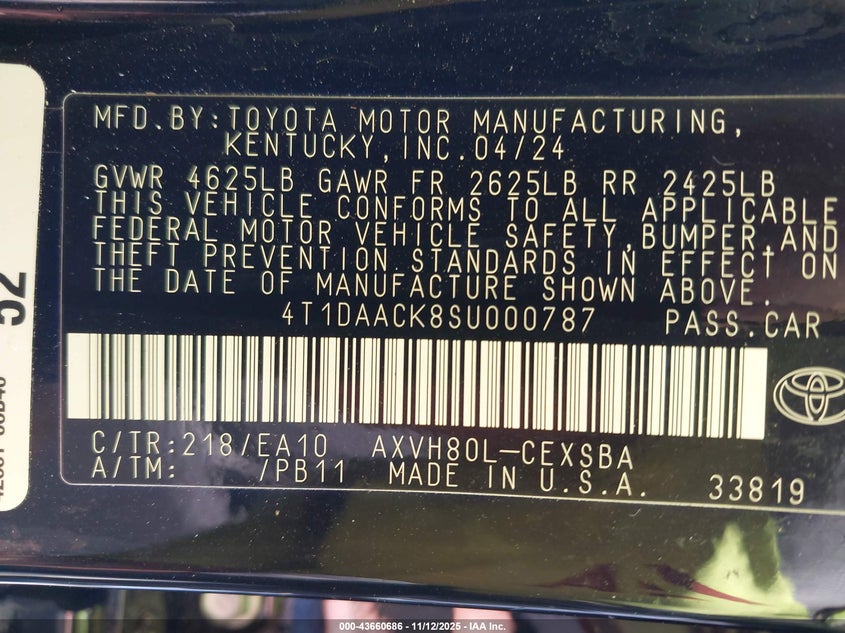 MFD.BY:TOYOTA MOTOR MANUFACTURING,
KENTUCKY,INC.04/24
GVWR 4625LB GAWR FR 2625LB RR 2425LB
THIS VEHICLE CONFORMS TO ALL APPLICABLE
FEDERAL MOTOR VEHICLE SAFETY,BUMPER,AND
THEFT PREVENTION STANDARDS IN EFFECT ON
THE DATE OF MANUFACTURE SHOWN ABOVE.
4T1DAACK8SU000787 PASS.CAR
C/TR:218/EA10 AXVH80L-CEXSBA
A/TM: /PB11 MADE IN U.S.A. 33819
52
000-43660686 - 11/12/2025 - IAA Inc.